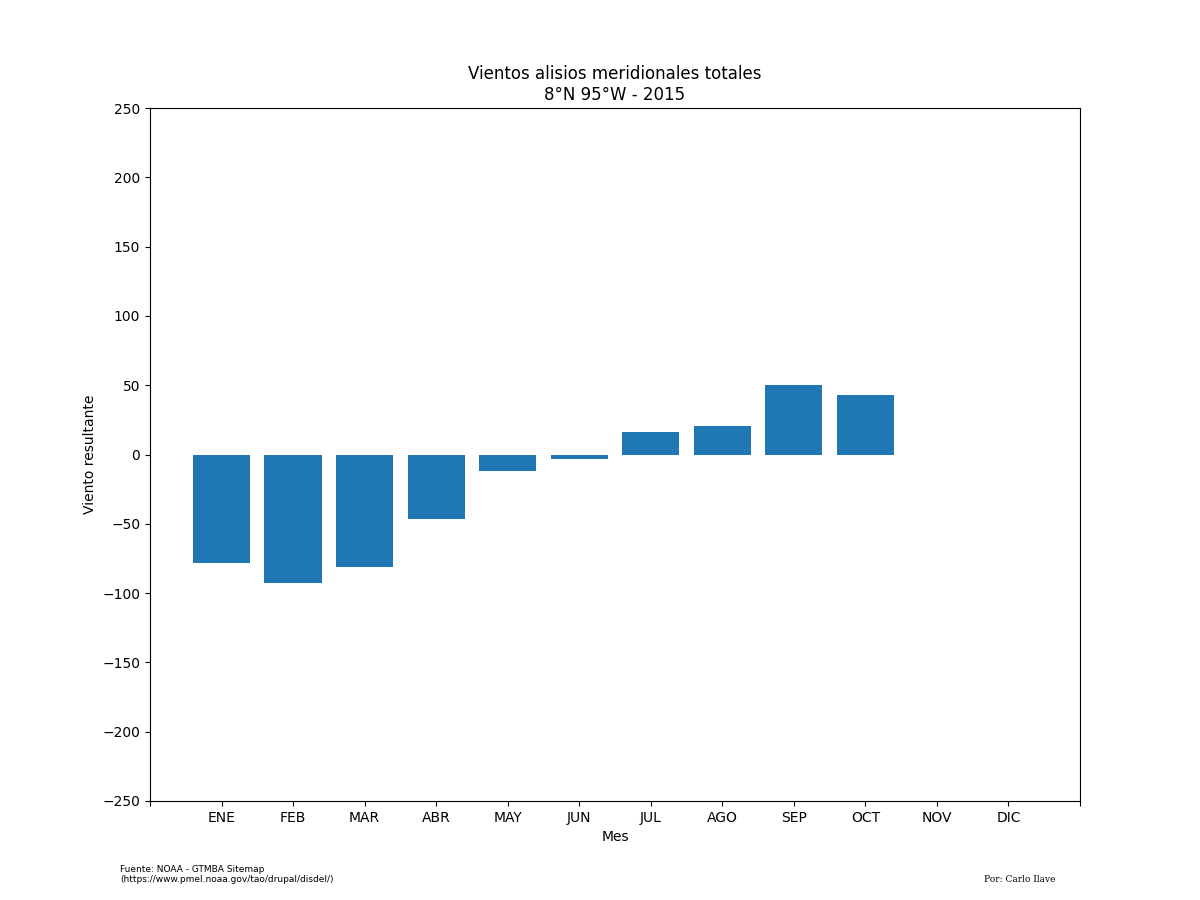 Vientos alisios meridionales totales
8°N 95°W - 2015
250
200
150
100
50
0
−50
−100
−150
−200
−250
Viento resultante
ENE FEB MAR ABR MAY JUN JUL AGO SEP OCT NOV DIC
Mes
Fuente: NOAA - GTMBA Sitemap
(https://www.pmel.noaa.gov/tao/drupal/disdel/)
Por: Carlo Ilave